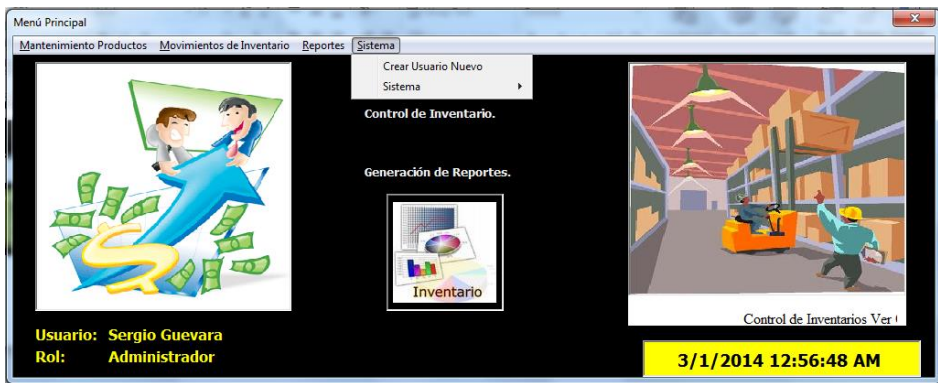 Menú Principal
Mantenimiento Productos Movimientos de Inventario Reportes Sistema
Crear Usuario Nuevo
Sistema
Control de Inventario.
Generación de Reportes.
Inventario
Control de Inventarios Ver
Usuario: Sergio Guevara
Rol: Administrador
3/1/2014 12:56:48 AM